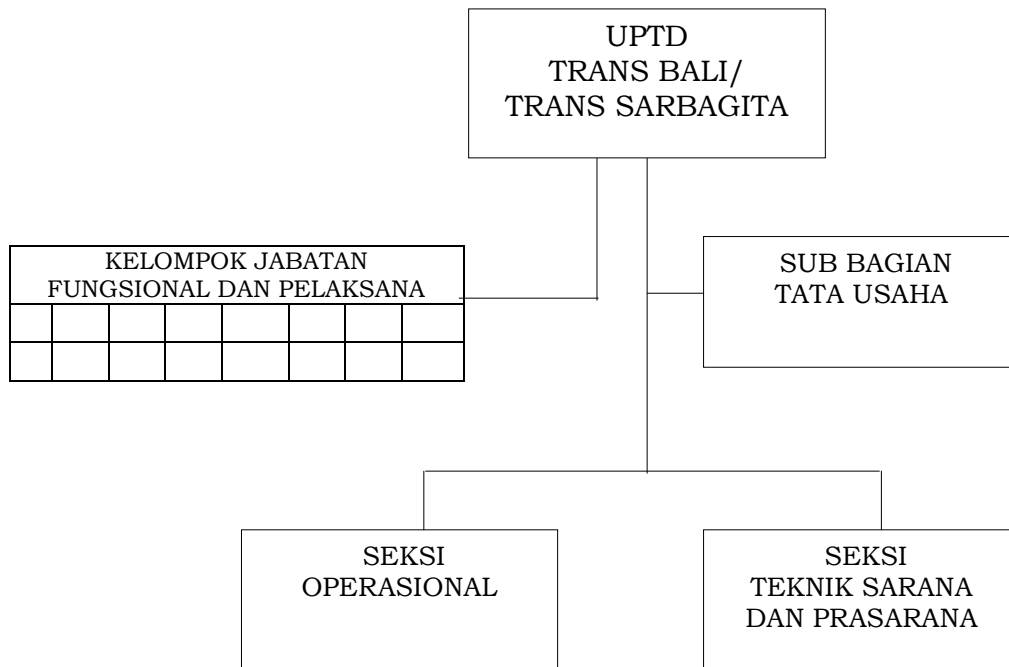 UPTD
TRANS BALI/
TRANS SARBAGITA
KELOMPOK JABATAN
FUNGSIONAL DAN PELAKSANA
SUB BAGIAN
TATA USAHA
SEKSI
OPERASIONAL
SEKSI
TEKNIK SARANA
DAN PRASARANA